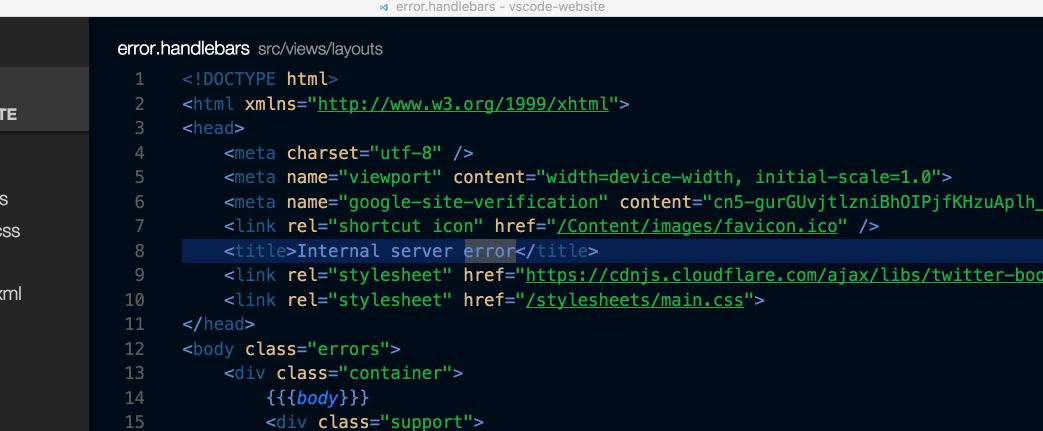 error.handlebars - vscode-website
error.handlebars src/views/layouts
TE
s
css
xml
1 <!DOCTYPE html>
2 <html xmlns="http://www.w3.org/1999/xhtml">
3 <head>
4 <meta charset="utf-8" />
5 <meta name="viewport" content="width=device-width, initial-scale=1.0">
6 <meta name="google-site-verification" content="cn5-gurGUvjtlzniBhOIPjfKHzuAplh_
7 <link rel="shortcut icon" href="/Content/images/favicon.ico" />
8 <title>Internal server error</title>
9 <link rel="stylesheet" href="https://cdnjs.cloudflare.com/ajax/libs/twitter-boo
10 <link rel="stylesheet" href="/stylesheets/main.css">
11 </head>
12 <body class="errors">
13 <div class="container">
14 {{{body}}}
15 <div class="support">